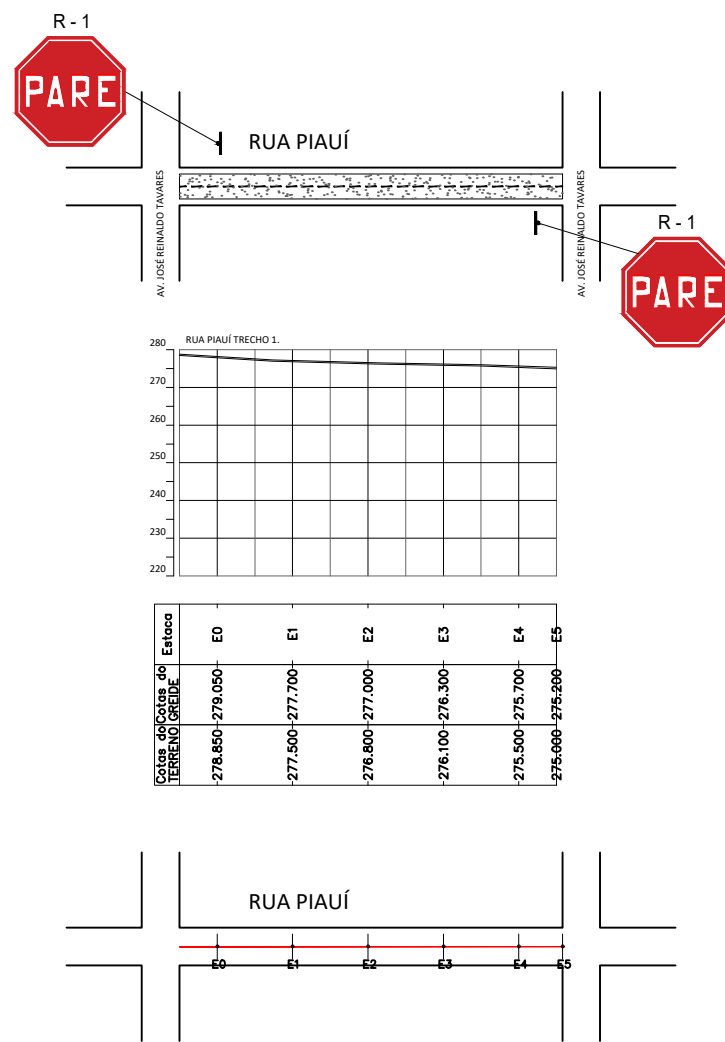 R - 1
PARE
RUA PIAUÍ
AV. JOSÉ REINALDO TAVARES
AV. JOSÉ REINALDO TAVARES
R - 1
PARE
RUA PIAUÍ TRECHO 1.
280
270
260
250
240
230
220
Estaca E0 E1 E2 E3 E4 E5
Cotas do GREIDE 279.050 277.700 277.000 276.300 275.700 275.200
Cotas do TERRENO 278.850 277.500 276.800 276.100 275.500 275.000
RUA PIAUÍ
E0 E1 E2 E3 E4 E5